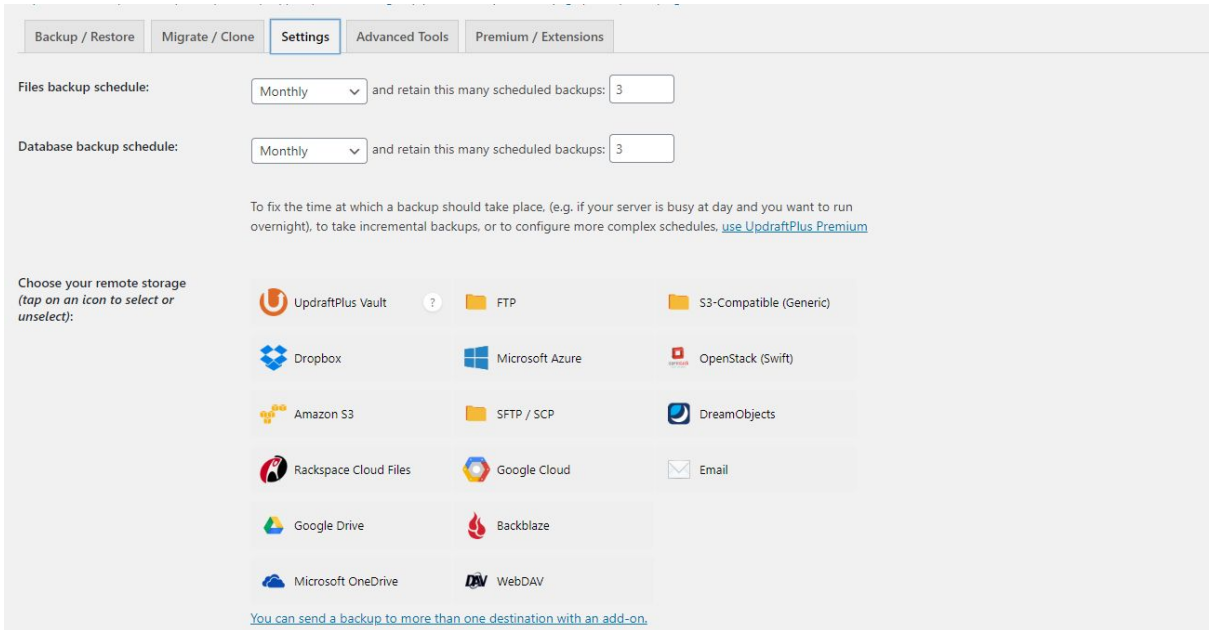 Backup / Restore Migrate / Clone Settings Advanced Tools Premium / Extensions
Files backup schedule: Monthly and retain this many scheduled backups: 3
Database backup schedule: Monthly and retain this many scheduled backups: 3
To fix the time at which a backup should take place, (e.g. if your server is busy at day and you want to run
overnight), to take incremental backups, or to configure more complex schedules, use UpdraftPlus Premium
Choose your remote storage
(tap on an icon to select or
unselect):
UpdraftPlus Vault ? FTP S3-Compatible (Generic)
Dropbox Microsoft Azure OpenStack (Swift)
Amazon S3 SFTP / SCP DreamObjects
Rackspace Cloud Files Google Cloud Email
Google Drive Backblaze
Microsoft OneDrive DAV WebDAV
You can send a backup to more than one destination with an add-on.